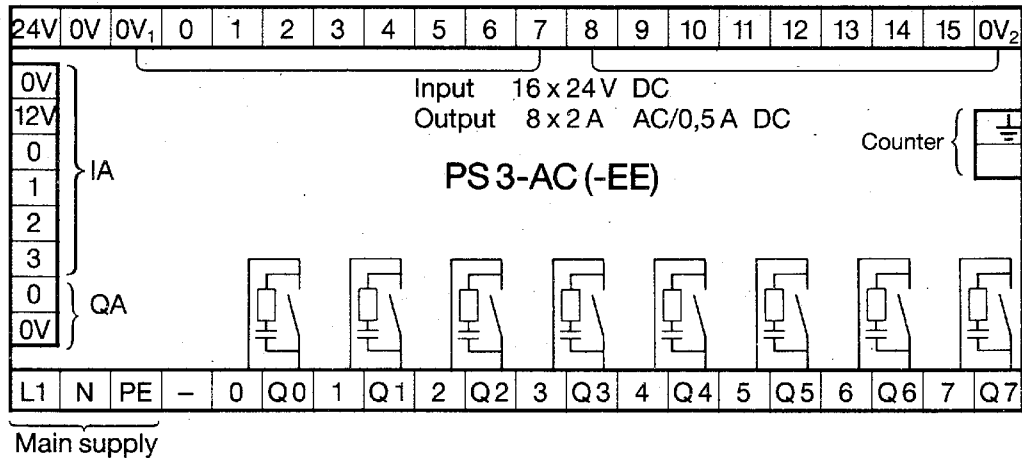 24V 0V 0V₁ 0 1 2 3 4 5 6 7 8 9 10 11 12 13 14 15 0V₂
0V
12V
0
1
2
3
IA
0
0V
QA
Input 16 x 24 V DC
Output 8 x 2 A AC/0,5 A DC
Counter
PS 3-AC (-EE)
L1 N PE – 0 Q0 1 Q1 2 Q2 3 Q3 4 Q4 5 Q5 6 Q6 7 Q7
Main supply